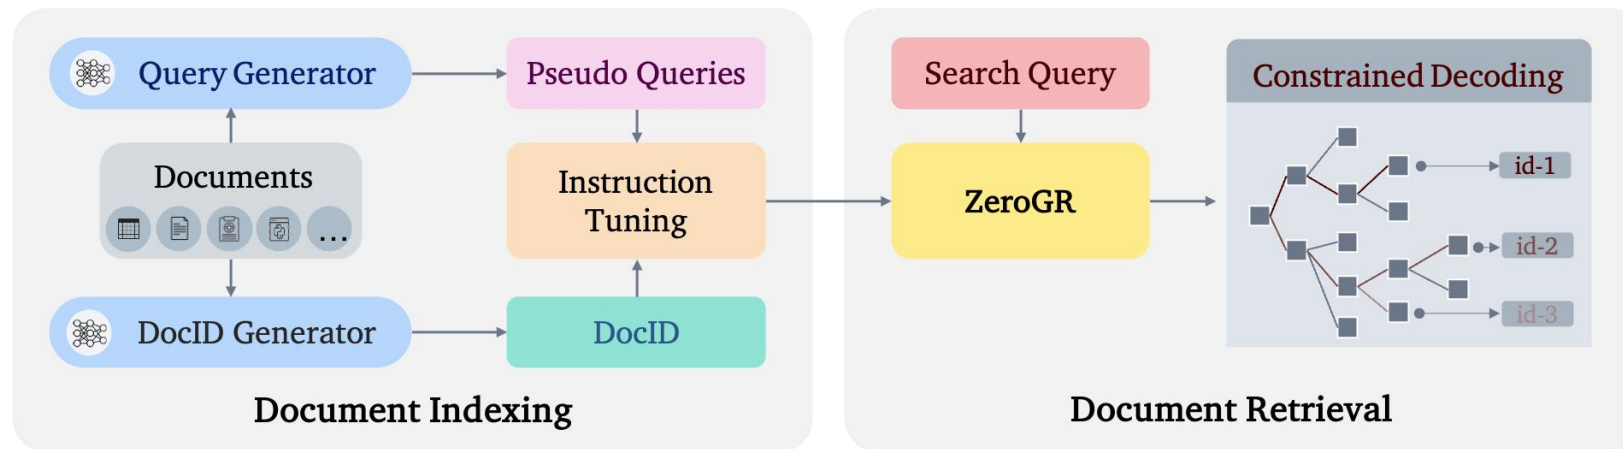 Query Generator
Pseudo Queries
Documents
...
Instruction
Tuning
DocID Generator
DocID
Document Indexing
Search Query
ZeroGR
Constrained Decoding
id-1
id-2
id-3
Document Retrieval